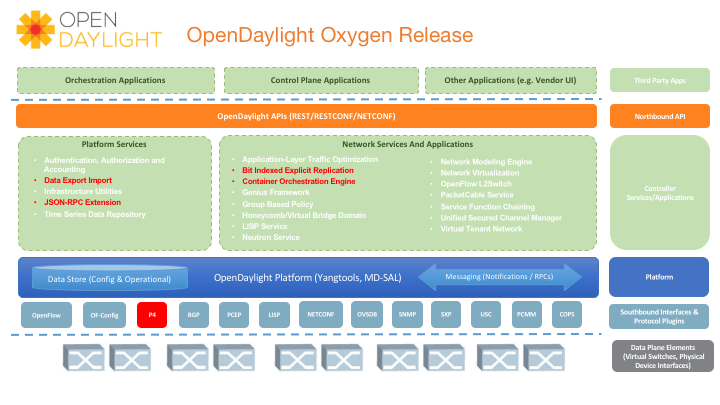 OPEN
DAYLIGHT
OpenDaylight Oxygen Release
Orchestration Applications
Control Plane Applications
Other Applications (e.g. Vendor UI)
Third Party Apps
OpenDaylight APIs (REST/RESTCONF/NETCONF)
Northbound API
Platform Services
• Authentication, Authorization and
Accounting
• Data Export Import
• Infrastructure Utilities
• JSON-RPC Extension
• Time Series Data Repository
Network Services And Applications
• Application-Layer Traffic Optimization
• Bit Indexed Explicit Replication
• Container Orchestration Engine
• Genius Framework
• Group Based Policy
• Honeycomb/Virtual Bridge Domain
• LISP Service
• Neutron Service
• Network Modeling Engine
• Network Virtualization
• OpenFlow L2Switch
• PacketCable Service
• Service Function Chaining
• Unified Secured Channel Manager
• Virtual Tenant Network
Controller
Services/Applications
Data Store (Config & Operational)
OpenDaylight Platform (Yangtools, MD-SAL)
Messaging (Notifications / RPCs)
Platform
OpenFlow
OF-Config
P4
BGP
PCEP
LISP
NETCONF
OVSDB
SNMP
SXP
USC
PCMM
COPS
Southbound Interfaces &
Protocol Plugins
Data Plane Elements
(Virtual Switches, Physical
Device Interfaces)